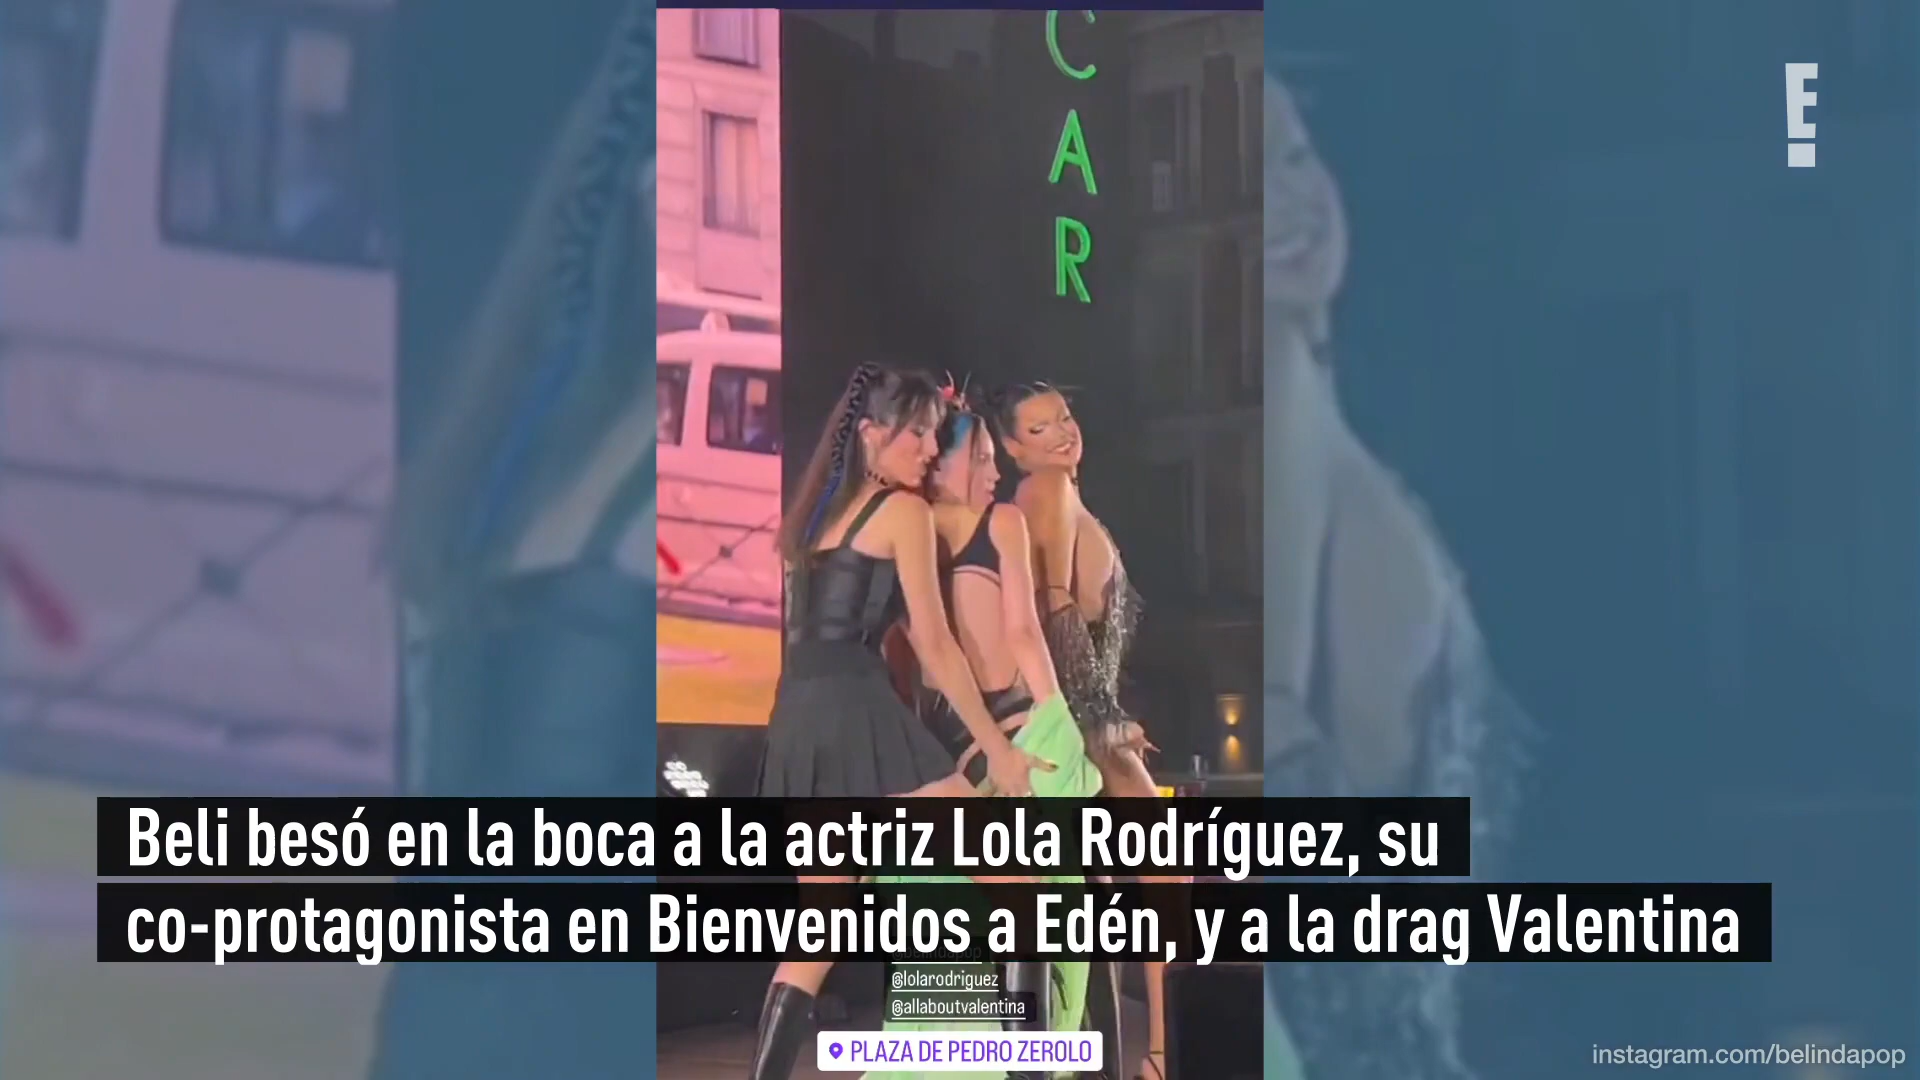 C
A
R
E!
Beli besó en la boca a la actriz Lola Rodríguez, su
co-protagonista en Bienvenidos a Edén, y a la drag Valentina
@belindapop
@lolarodriguez
@allaboutvalentina
PLAZA DE PEDRO ZEROLO
instagram.com/belindapop